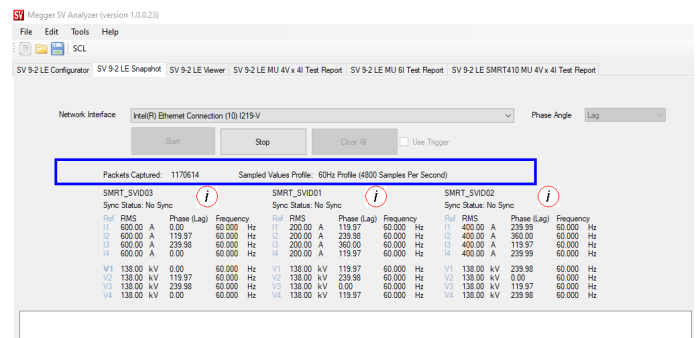 SV Megger SV Analyzer (version 1.0.0.23)
File Edit Tools Help
SCL
SV 9-2 LE Configurator SV 9-2 LE Snapshot SV 9-2 LE Viewer SV 9-2 LE MU 4V x 4I Test Report SV 9-2 LE MU 6I Test Report SV 9-2 LE SMRT410 MU 4V x 4I Test Report
Network Interface Intel(R) Ethernet Connection (10) I219-V Phase Angle Lag
Start Stop Clear All Use Trigger
Packets Captured: 1170614 Sampled Values Profile: 60Hz Profile (4800 Samples Per Second)
SMRT_SVID03 i SMRT_SVID01 i SMRT_SVID02 i
Sync Status: No Sync Sync Status: No Sync Sync Status: No Sync
Ref RMS Phase (Lag) Frequency Ref RMS Phase (Lag) Frequency Ref RMS Phase (Lag) Frequency
I1 600.00 A 0.00 60.000 Hz I1 200.00 A 119.97 60.000 Hz I1 400.00 A 239.99 60.000 Hz
I2 600.00 A 119.97 60.000 Hz I2 200.00 A 239.98 60.000 Hz I2 400.00 A 360.00 60.000 Hz
I3 600.00 A 239.98 60.000 Hz I3 200.00 A 360.00 60.000 Hz I3 400.00 A 119.97 60.000 Hz
I4 600.00 A 0.00 60.000 Hz I4 200.00 A 119.97 60.000 Hz I4 400.00 A 239.99 60.000 Hz
V1 138.00 kV 0.00 60.000 Hz V1 138.00 kV 119.97 60.000 Hz V1 138.00 kV 239.98 60.000 Hz
V2 138.00 kV 119.97 60.000 Hz V2 138.00 kV 239.98 60.000 Hz V2 138.00 kV 0.00 60.000 Hz
V3 138.00 kV 239.98 60.000 Hz V3 138.00 kV 0.00 60.000 Hz V3 138.00 kV 119.97 60.000 Hz
V4 138.00 kV 0.00 60.000 Hz V4 138.00 kV 119.97 60.000 Hz V4 138.00 kV 239.98 60.000 Hz